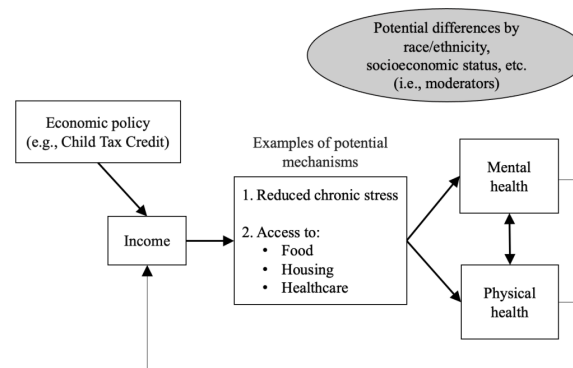 Potential differences by
race/ethnicity,
socioeconomic status, etc.
(i.e., moderators)
Economic policy
(e.g., Child Tax Credit)
Examples of potential
mechanisms
1. Reduced chronic stress
2. Access to:
• Food
• Housing
• Healthcare
Income
Mental
health
Physical
health